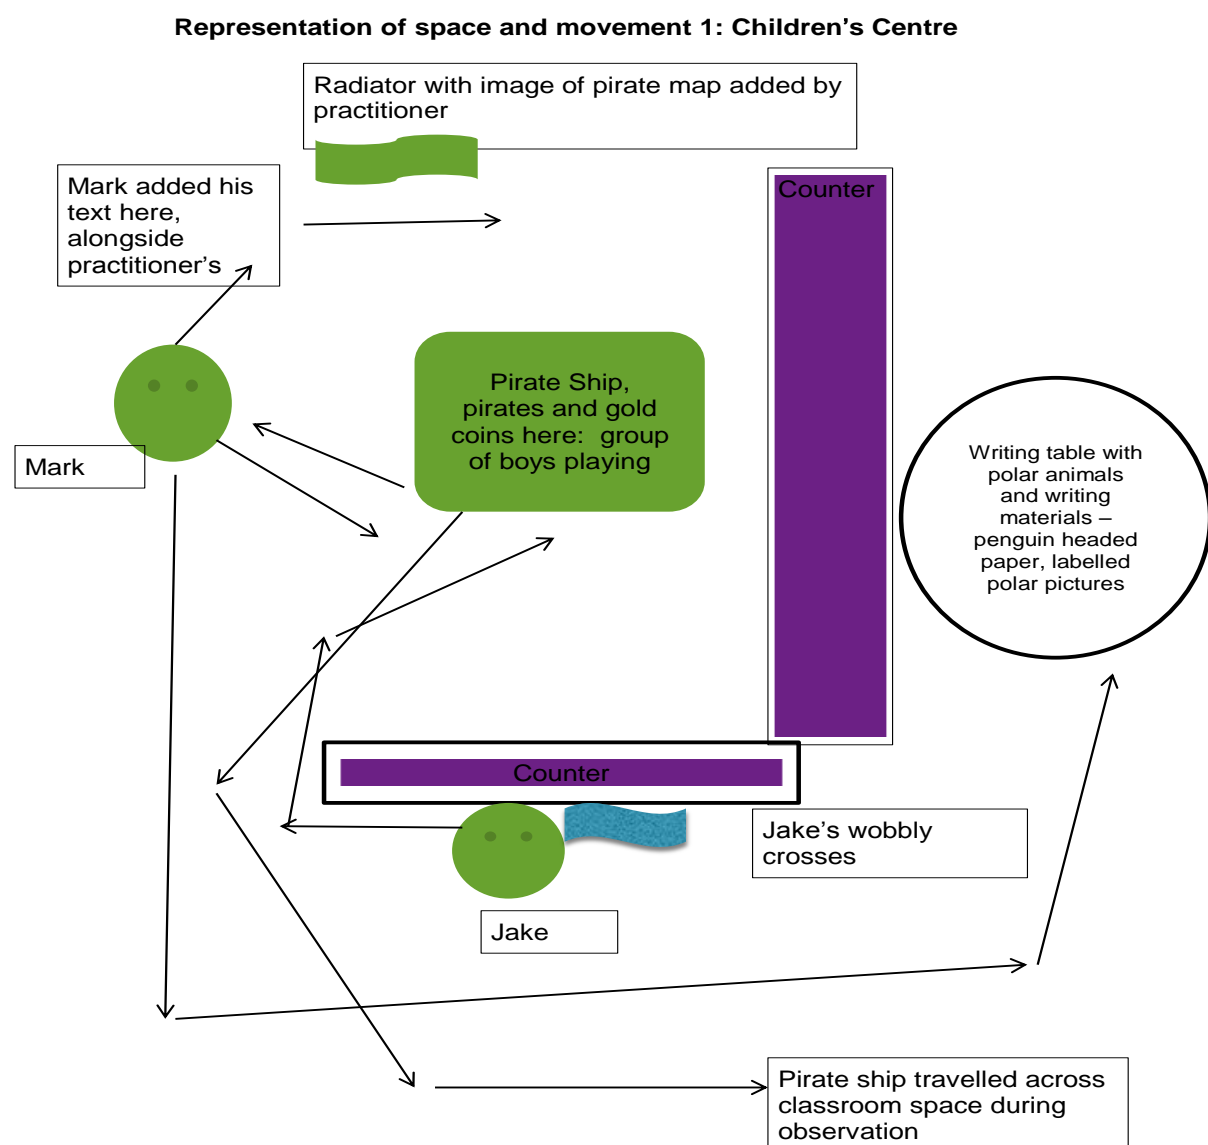 Representation of space and movement 1: Children’s Centre
Radiator with image of pirate map added by
practitioner
Mark added his
text here,
alongside
practitioner’s
Counter
Pirate Ship,
pirates and gold
coins here:  group
of boys playing
Mark
Writing table with
polar animals
and writing
materials –
penguin headed
paper, labelled
polar pictures
Counter
Jake’s wobbly
crosses
Jake
Pirate ship travelled across
classroom space during
observation